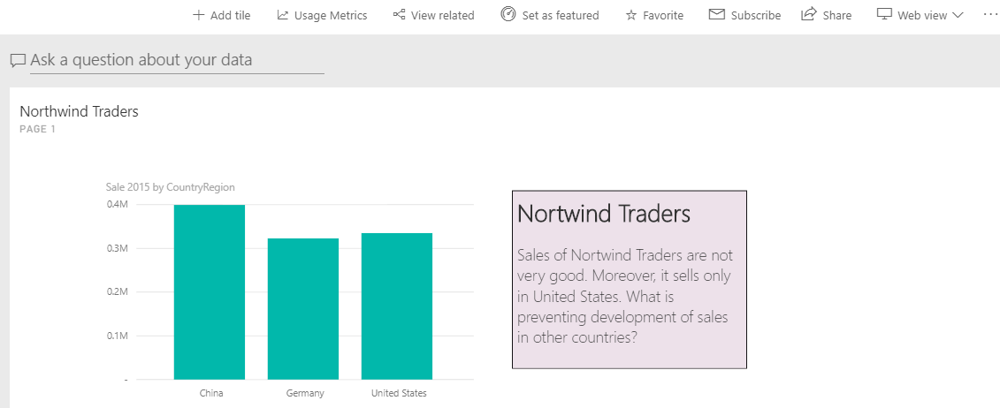 Add tile Usage Metrics View related Set as featured Favorite Subscribe Share Web view ...
Ask a question about your data
Northwind Traders
PAGE 1
Sale 2015 by CountryRegion
0.4M
0.3M
0.2M
0.1M
-
China Germany United States
Nortwind Traders
Sales of Nortwind Traders are not
very good. Moreover, it sells only
in United States. What is
preventing development of sales
in other countries?